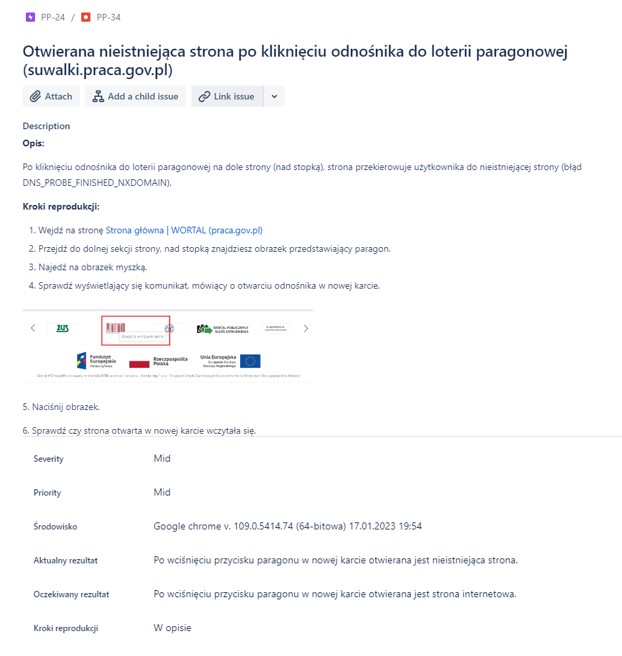 PP-24 / PP-34
Otwierana nieistniejąca strona po kliknięciu odnośnika do loterii paragonowej
(suwalki.praca.gov.pl)
Attach Add a child issue Link issue
Description
Opis:
Po kliknięciu odnośnika do loterii paragonowej na dole strony (nad stopką), strona przekierowuje użytkownika do nieistniejącej strony (błąd
DNS_PROBE_FINISHED_NXDOMAIN).
Kroki reprodukcji:
1. Wejdź na stronę Strona główna | WORTAL (praca.gov.pl)
2. Przejdź do dolnej sekcji strony, nad stopką znajdziesz obrazek przedstawiający paragon.
3. Najedź na obrazek myszką.
4. Sprawdź wyświetlający się komunikat, mówiący o otwarciu odnośnika w nowej karcie.
ZUS
Fundusze
Europejskie
Rzeczpospolita
Polska
Unia Europejska
5. Naciśnij obrazek.
6. Sprawdź czy strona otwarta w nowej karcie wczytała się.
Severity Mid
Priority Mid
Środowisko Google chrome v. 109.0.5414.74 (64-bitowa) 17.01.2023 19:54
Aktualny rezultat Po wciśnięciu przycisku paragonu w nowej karcie otwierana jest nieistniejąca strona.
Oczekiwany rezultat Po wciśnięciu przycisku paragonu w nowej karcie otwierana jest strona internetowa.
Kroki reprodukcji W opisie